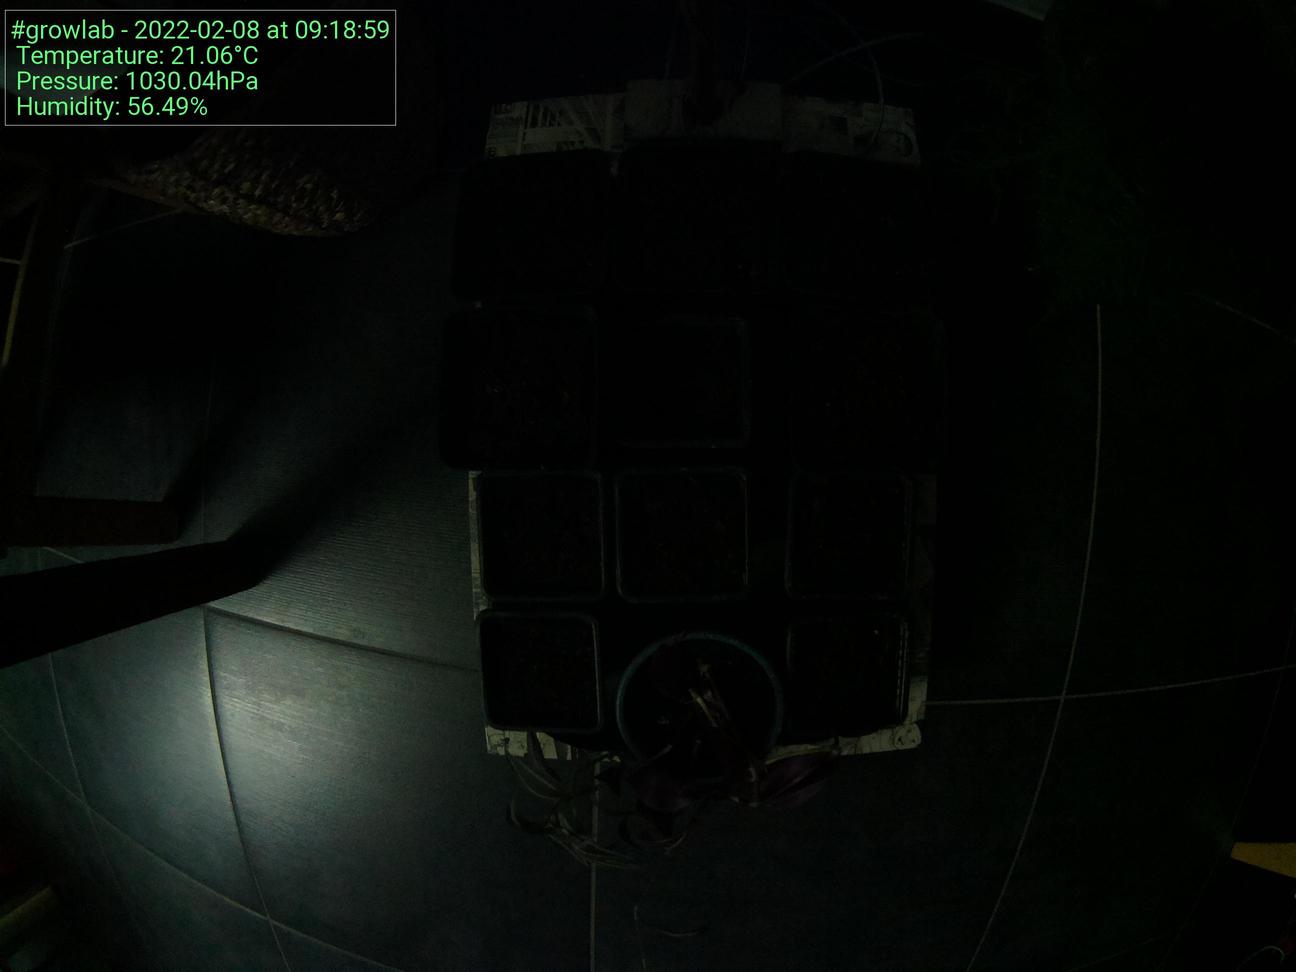 #growlab - 2022-02-08 at 09:18:59
Temperature: 21.06°C
Pressure: 1030.04hPa
Humidity: 56.49%